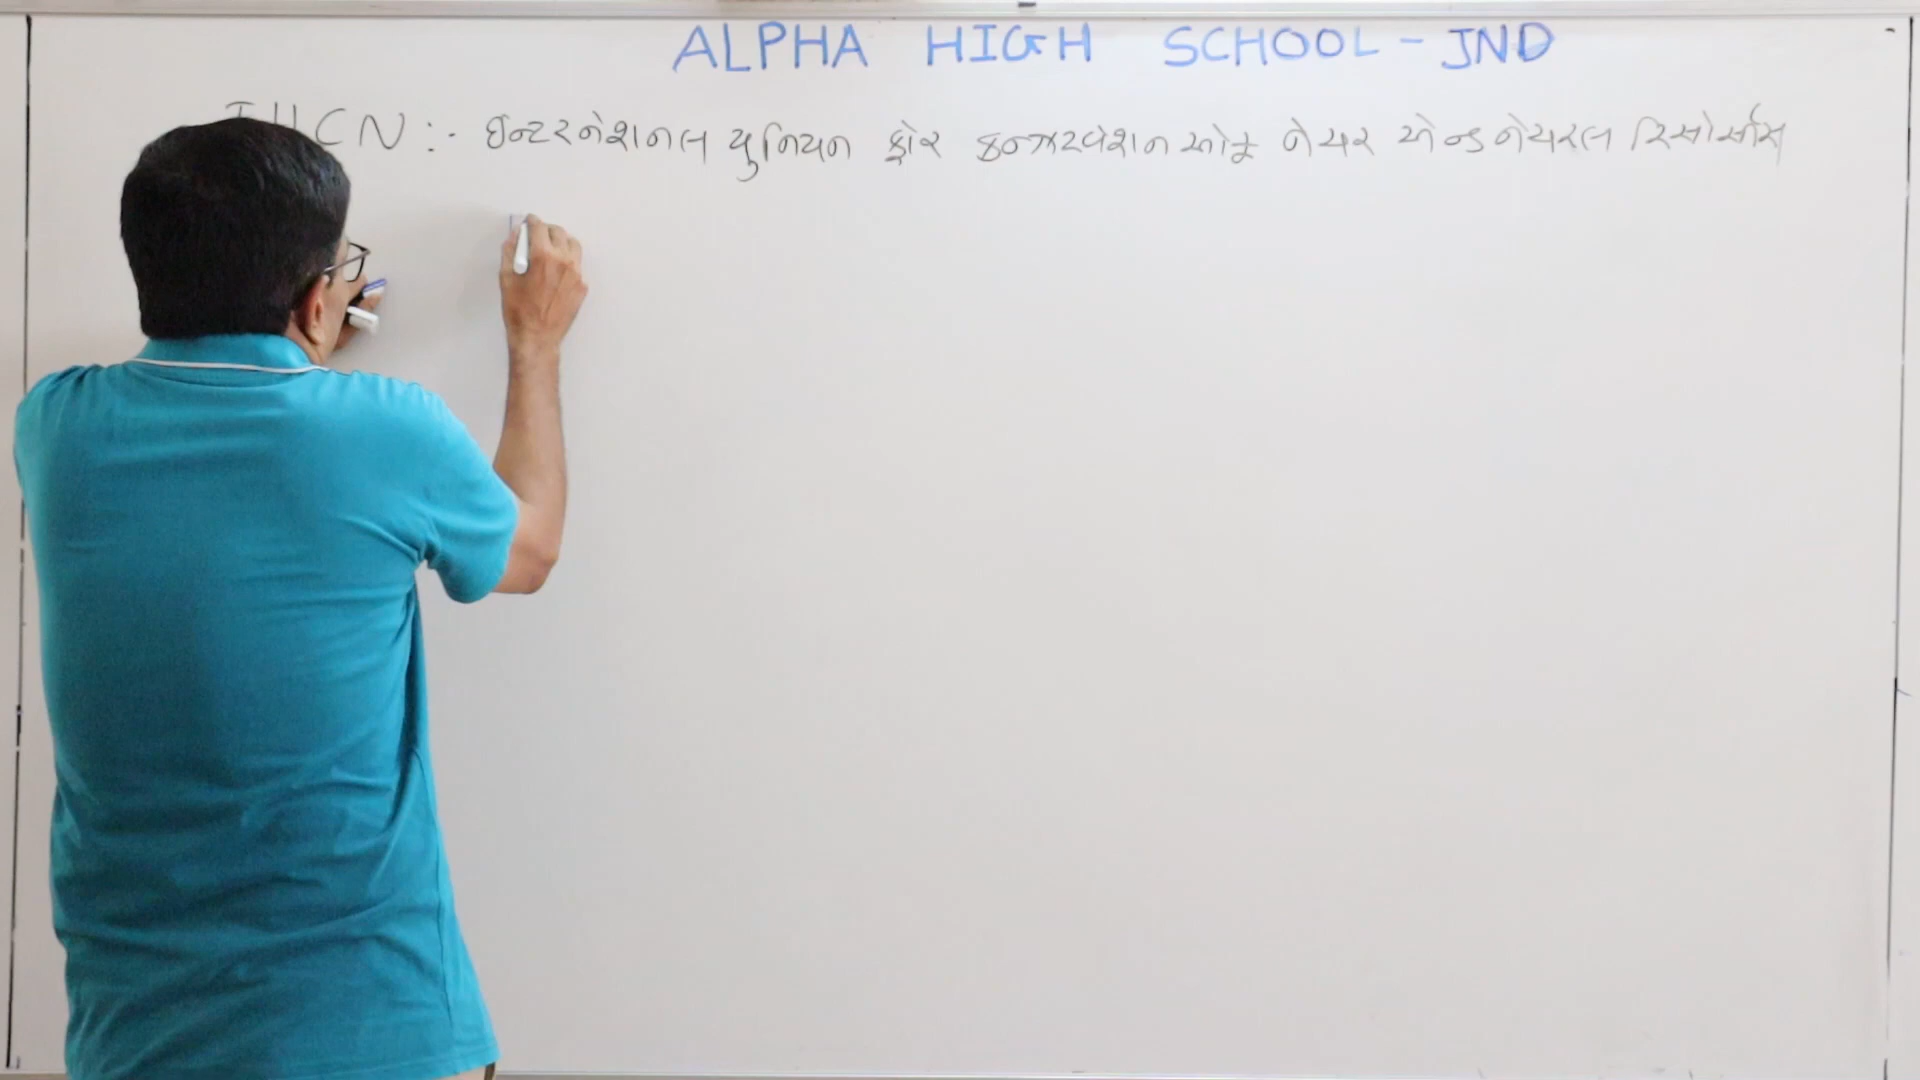 ALPHA HIGH SCHOOL - JND
IUCN :- ઇન્ટરનેશનલ યુનિયન ફોર કન્ઝરવેશન ઓફ નેચર એન્ડ નેચરલ રિસોર્સીસ